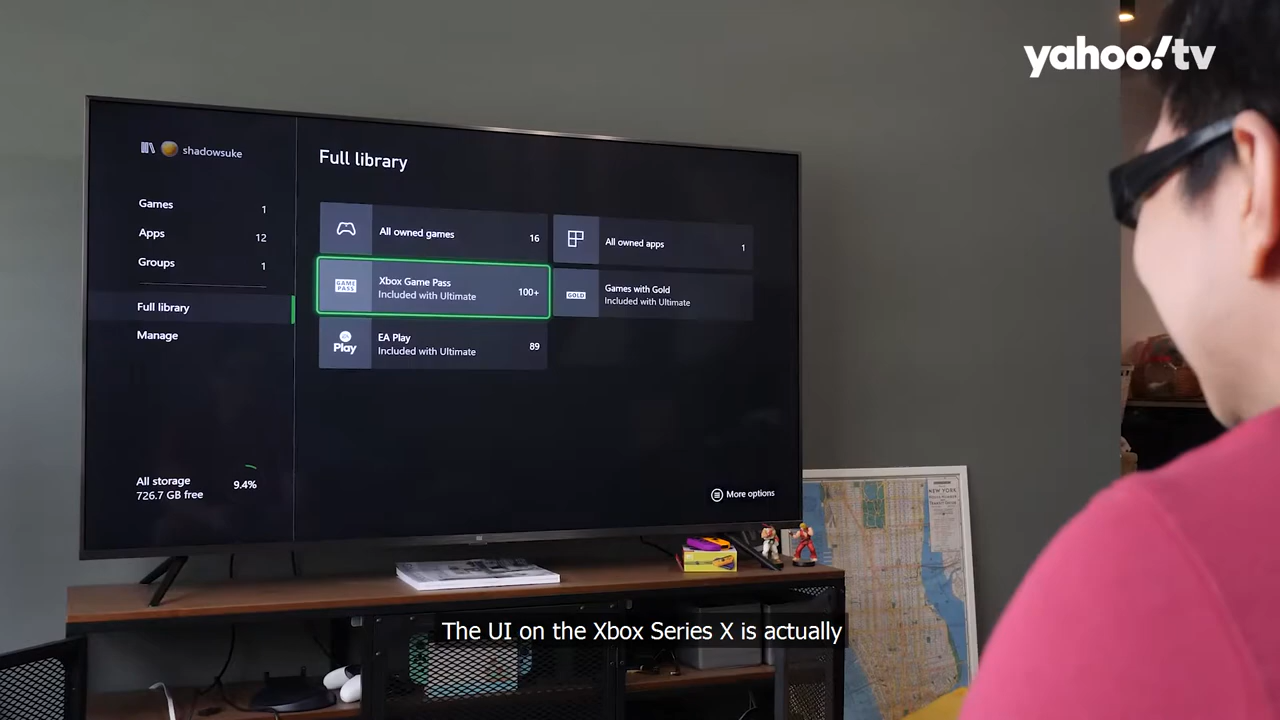 yahoo!tv
shadowsuke
Games 1
Apps 12
Groups 1
Full library
Manage
All storage
726.7 GB free
9.4%
Full library
All owned games 16
All owned apps 1
GAME PASS
Xbox Game Pass
Included with Ultimate
100+
GOLD
Games with Gold
Included with Ultimate
Play
EA Play
Included with Ultimate
89
More options
NEW YORK
The UI on the Xbox Series X is actually